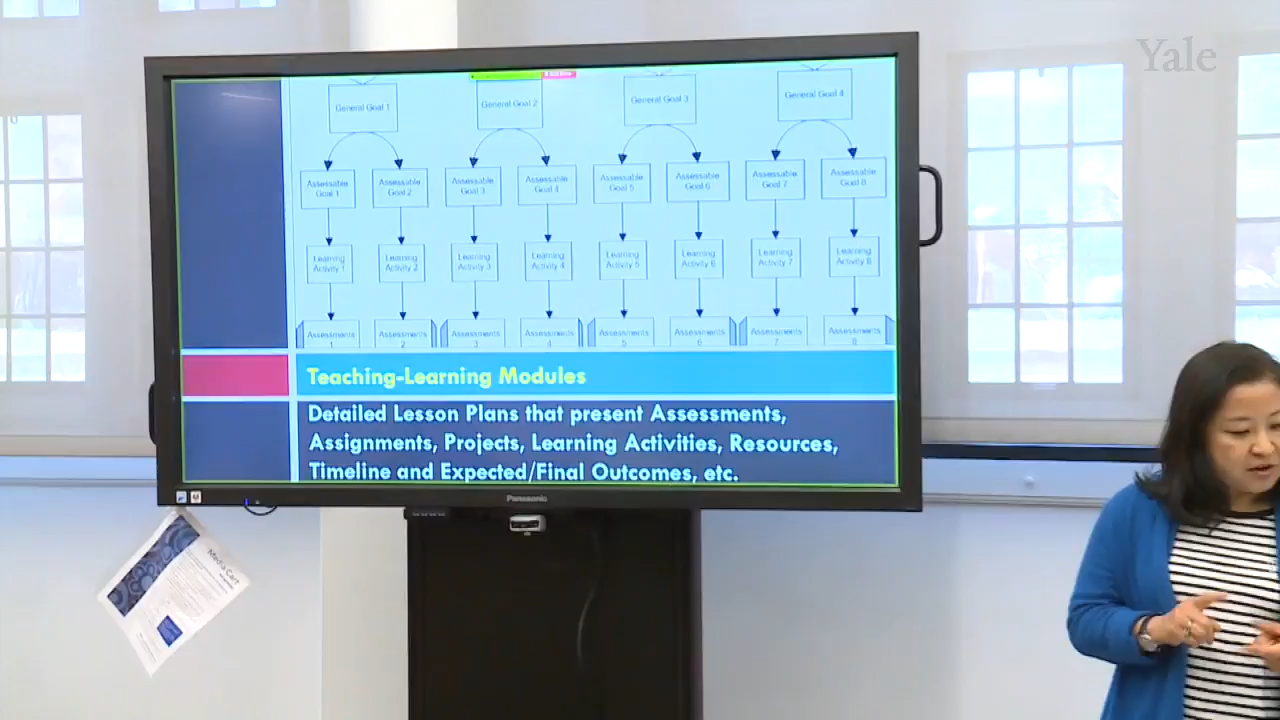 Yale
General Goal 1
General Goal 2
General Goal 3
General Goal 4
Assessable
Goal 1
Assessable
Goal 2
Assessable
Goal 3
Assessable
Goal 4
Assessable
Goal 5
Assessable
Goal 6
Assessable
Goal 7
Assessable
Goal 8
Learning
Activity 1
Learning
Activity 2
Learning
Activity 3
Learning
Activity 4
Learning
Activity 5
Learning
Activity 6
Learning
Activity 7
Learning
Activity 8
Assessments
1
Assessments
2
Assessments
3
Assessments
4
Assessments
5
Assessments
6
Assessments
7
Assessments
8
Teaching-Learning Modules
Detailed Lesson Plans that present Assessments,
Assignments, Projects, Learning Activities, Resources,
Timeline and Expected/Final Outcomes, etc.
Panasonic
Media Cart